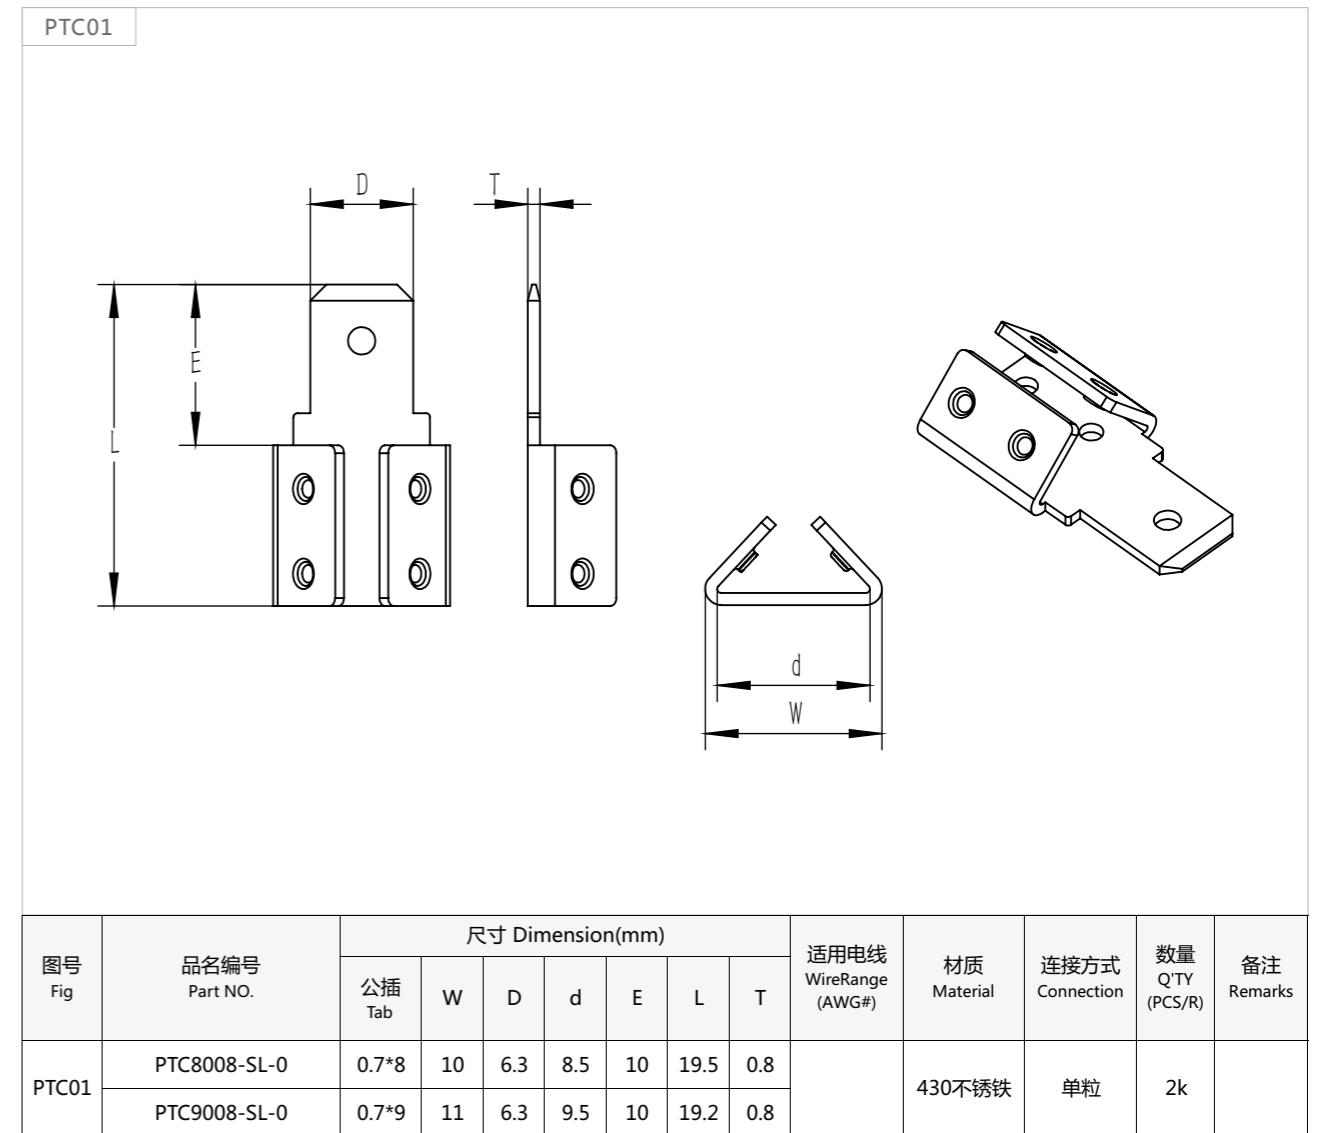 PTC01
D
T
E
L
d
W
尺寸 Dimension(mm)
图号
Fig
品名编号
Part NO.
公插
Tab
W
D
d
E
L
T
适用电线
WireRange
(AWG#)
材质
Material
连接方式
Connection
数量
Q'TY
(PCS/R)
备注
Remarks
PTC01
PTC8008-SL-0
0.7*8
10
6.3
8.5
10
19.5
0.8
PTC9008-SL-0
0.7*9
11
6.3
9.5
10
19.2
0.8
430不锈铁
单粒
2k